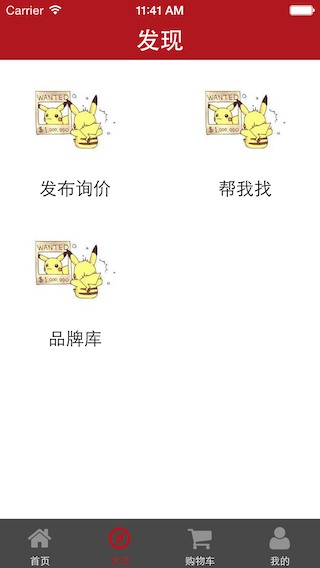 Carrier 11:41 AM
发现
WANTED WANTED
$1,000,000 $1,000,000
发布询价 帮我找
WANTED
$1,000,000
品牌库
首页 发现 购物车 我的